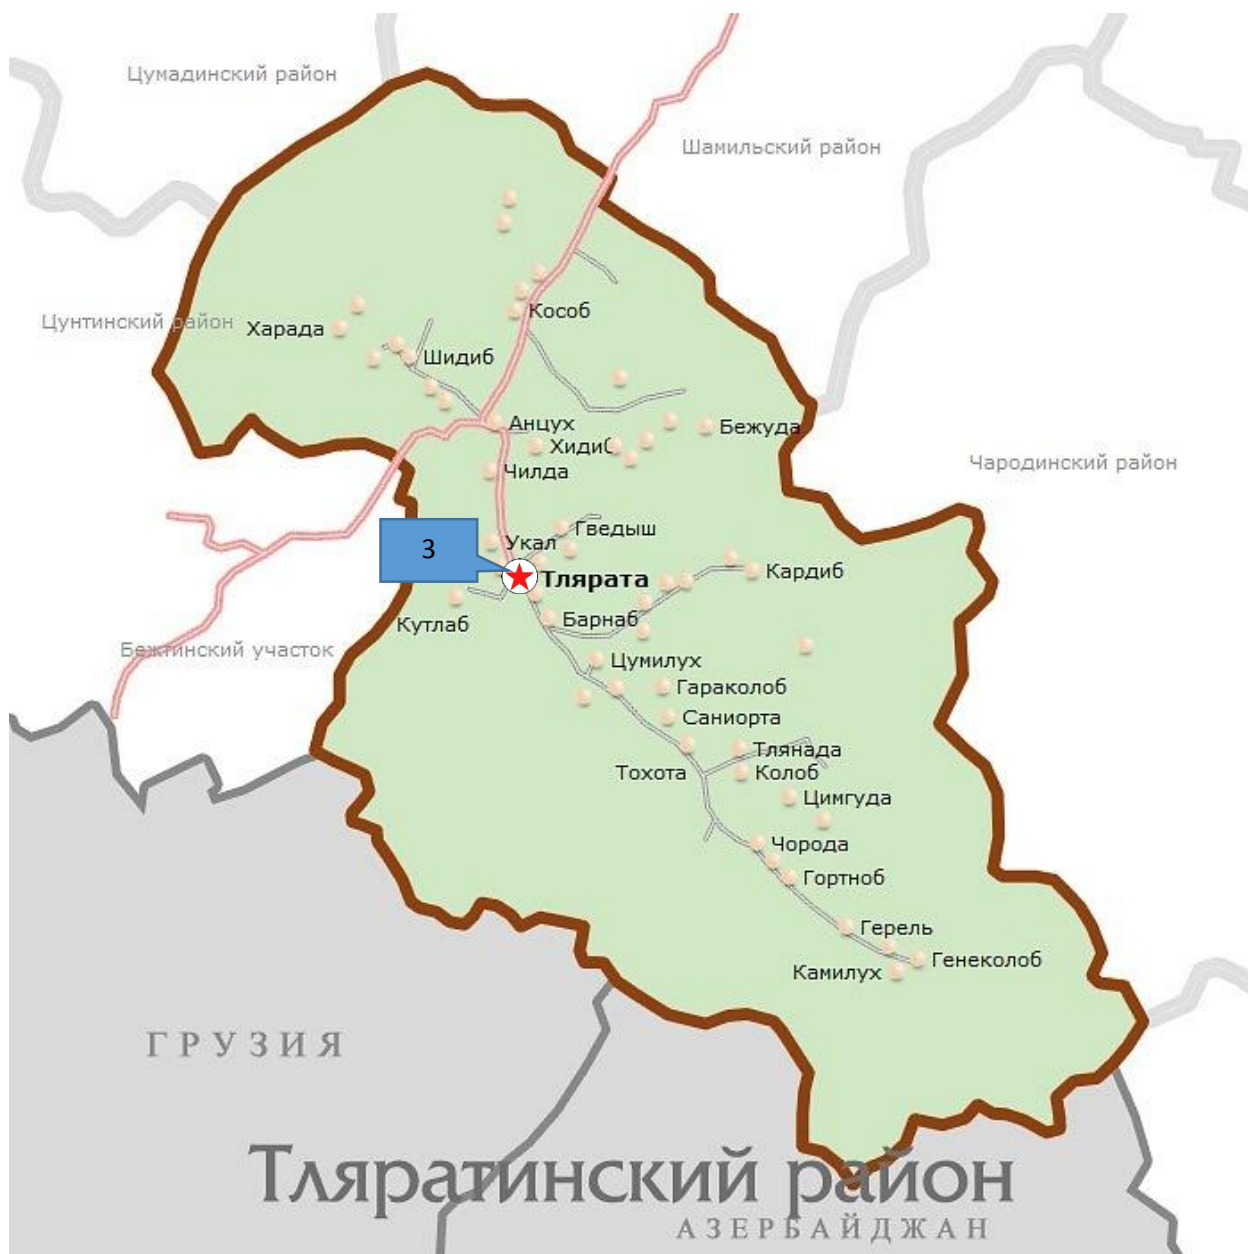 Цумадинский район
Шамильский район
Кособ
Цунтинский район
Харада
Шидиб
Анцух
Бежуда
Хидиб
Чилда
Чародинский район
Гведыш
Укал
3
Тлярата
Кардиб
Кутлаб
Барнаб
Бежтинский участок
Цумилух
Гараколоб
Саниорта
Тлянада
Тохота
Колоб
Цимгуда
Чорода
Гортноб
Герель
Генеколоб
Камилух
ГРУЗИЯ
Тляратинский район
АЗЕРБАЙДЖАН